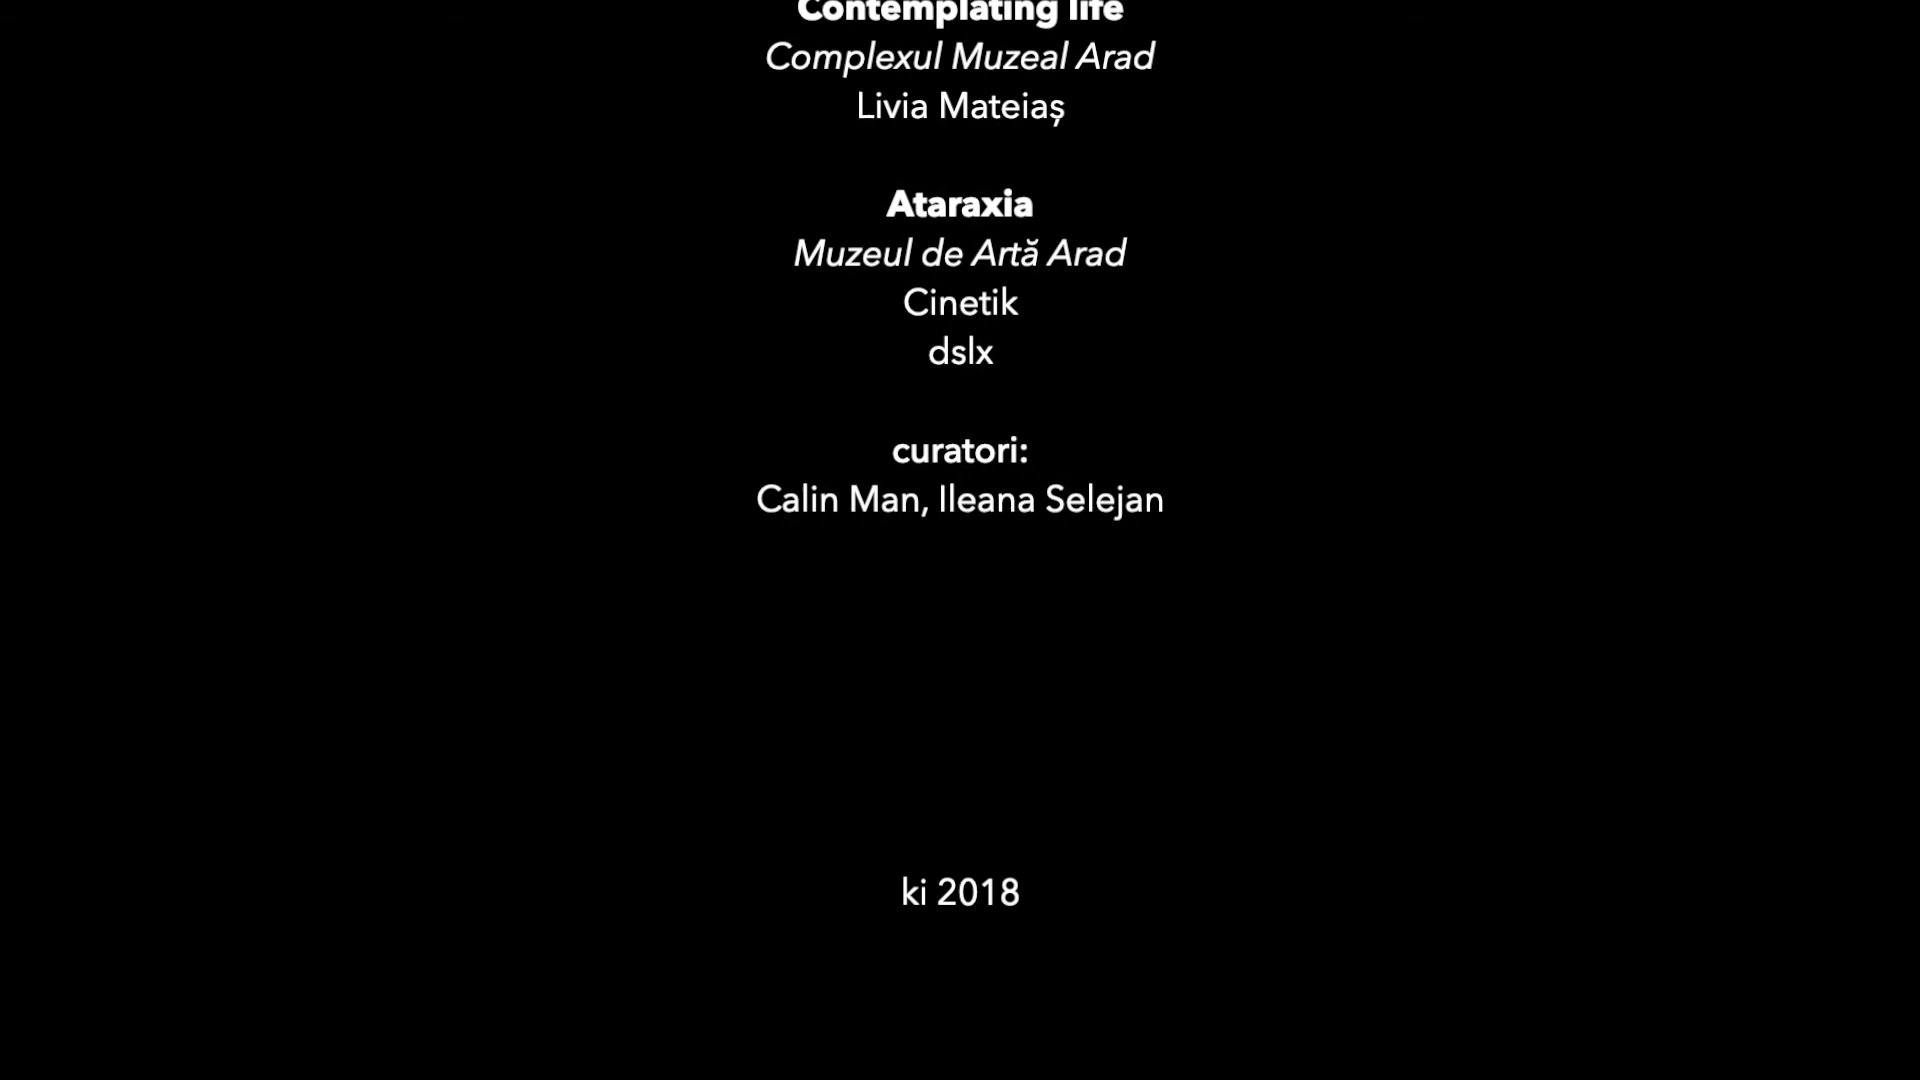 Contemplating life
Complexul Muzeal Arad
Livia Mateiaș
Ataraxia
Muzeul de Artă Arad
Cinetik
dslx
curatori:
Calin Man, Ileana Selejan
ki 2018